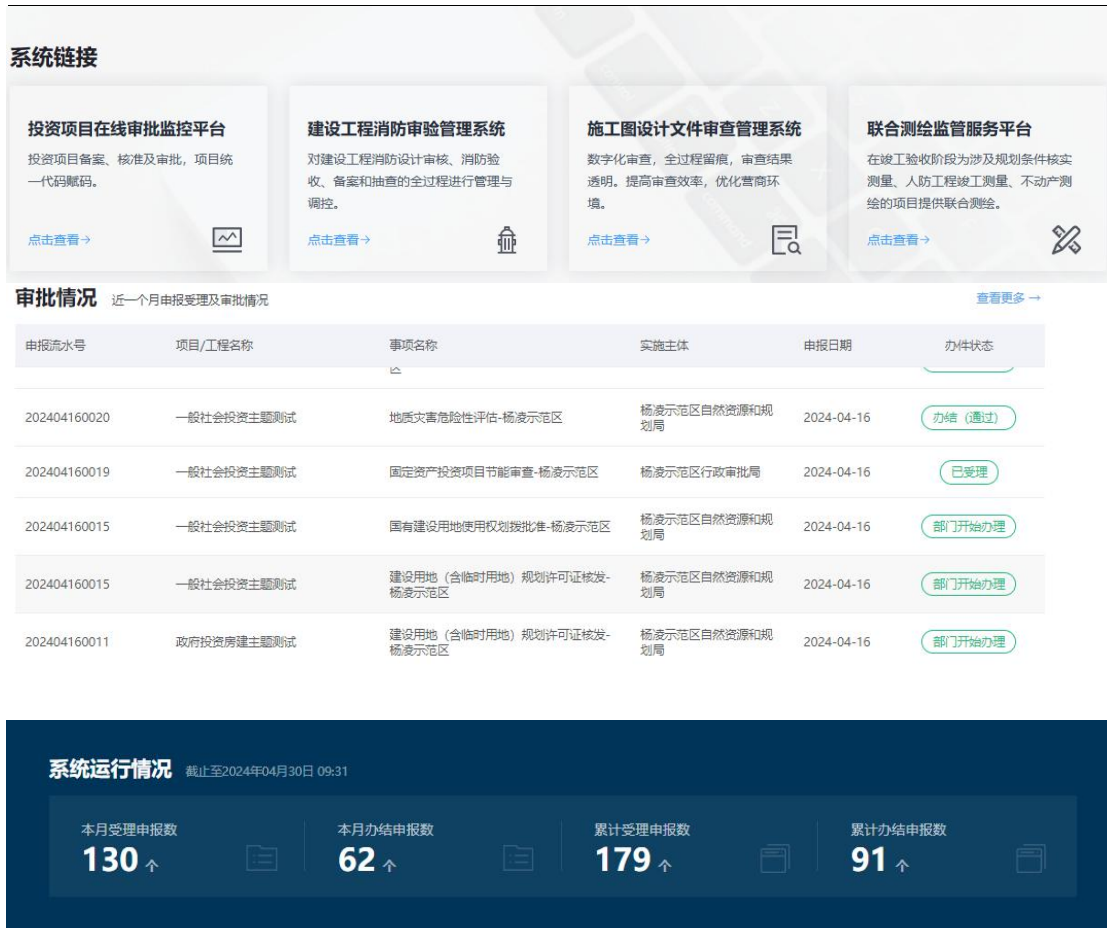 系统链接
投资项目在线审批监控平台
投资项目备案、核准及审批，项目统
一代码赋码。
点击查看→
建设工程消防审验管理系统
对建设工程消防设计审核、消防验
收、备案和抽查的全过程进行管理与
调控。
点击查看→
施工图设计文件审查管理系统
数字化审查，全过程留痕，审查结果
透明。提高审查效率，优化营商环
境。
点击查看→
联合测绘监管服务平台
在竣工验收阶段为涉及规划条件核实
测量、人防工程竣工测量、不动产测
绘的项目提供联合测绘。
点击查看→
审批情况 近一个月申报受理及审批情况 查看更多→
申报流水号 项目/工程名称 事项名称 实施主体 申报日期 办件状态
区
202404160020 一般社会投资主题测试 地质灾害危险性评估-杨凌示范区 杨凌示范区自然资源和规
划局 2024-04-16 办结（通过）
202404160019 一般社会投资主题测试 固定资产投资项目节能审查-杨凌示范区 杨凌示范区行政审批局 2024-04-16 已受理
202404160015 一般社会投资主题测试 国有建设用地使用权划拨批准-杨凌示范区 杨凌示范区自然资源和规
划局 2024-04-16 部门开始办理
202404160015 一般社会投资主题测试 建设用地（含临时用地）规划许可证核发-
杨凌示范区 杨凌示范区自然资源和规
划局 2024-04-16 部门开始办理
202404160011 政府投资房建主题测试 建设用地（含临时用地）规划许可证核发-
杨凌示范区 杨凌示范区自然资源和规
划局 2024-04-16 部门开始办理
系统运行情况 截止至2024年04月30日 09:31
本月受理申报数
130 个
本月办结申报数
62 个
累计受理申报数
179 个
累计办结申报数
91 个